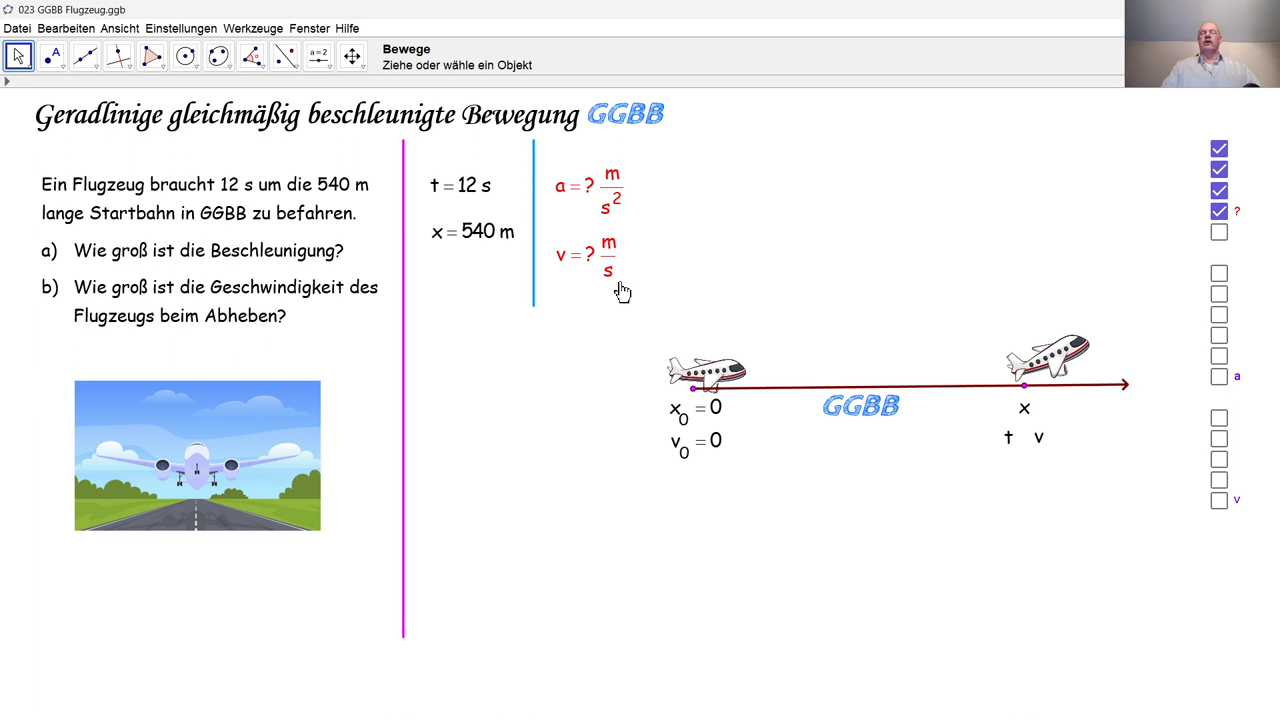 023 GGBB Flugzeug.ggb
Datei Bearbeiten Ansicht Einstellungen Werkzeuge Fenster Hilfe
A
a=2
Bewege
Ziehe oder wähle ein Objekt
Geradlinige gleichmäßig beschleunigte Bewegung GGBB
Ein Flugzeug braucht 12 s um die 540 m
lange Startbahn in GGBB zu befahren.
a) Wie groß ist die Beschleunigung?
b) Wie groß ist die Geschwindigkeit des
Flugzeugs beim Abheben?
t = 12 s
x = 540 m
a = ? m/s²
v = ? m/s
?
x₀ = 0
v₀ = 0
GGBB
x
t v
a
v